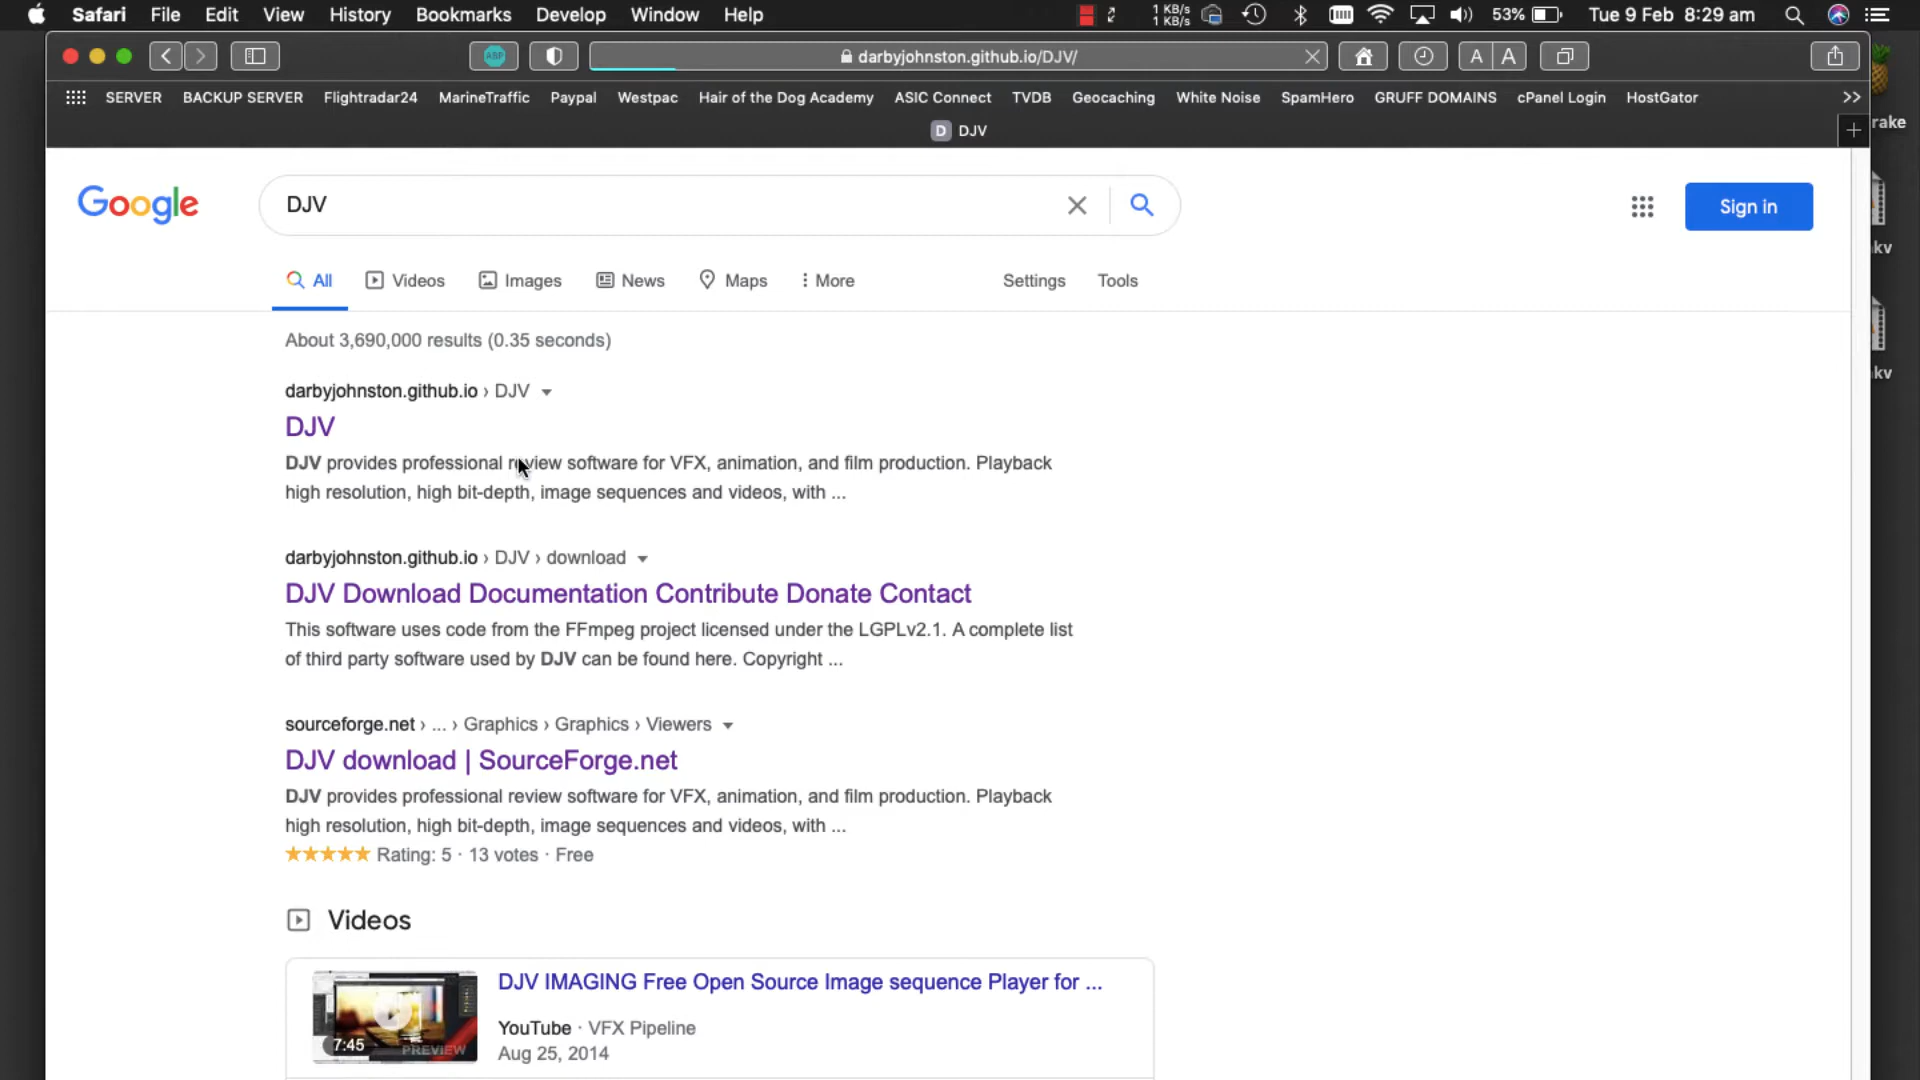 Safari File Edit View History Bookmarks Develop Window Help 1 KB/s 1 KB/s 53% Tue 9 Feb 8:29 am
ABP darbyjohnston.github.io/DJV/ A A
SERVER BACKUP SERVER Flightradar24 MarineTraffic Paypal Westpac Hair of the Dog Academy ASIC Connect TVDB Geocaching White Noise SpamHero GRUFF DOMAINS cPanel Login HostGator >>
D DJV
rake
Google DJV Sign in
kv
All Videos Images News Maps More Settings Tools
About 3,690,000 results (0.35 seconds)
kv
darbyjohnston.github.io › DJV
DJV
DJV provides professional review software for VFX, animation, and film production. Playback
high resolution, high bit-depth, image sequences and videos, with ...
darbyjohnston.github.io › DJV › download
DJV Download Documentation Contribute Donate Contact
This software uses code from the FFmpeg project licensed under the LGPLv2.1. A complete list
of third party software used by DJV can be found here. Copyright ...
sourceforge.net › ... › Graphics › Graphics › Viewers
DJV download | SourceForge.net
DJV provides professional review software for VFX, animation, and film production. Playback
high resolution, high bit-depth, image sequences and videos, with ...
Rating: 5 · 13 votes · Free
Videos
DJV IMAGING Free Open Source Image sequence Player for ...
YouTube · VFX Pipeline
7:45 PREVIEW
Aug 25, 2014